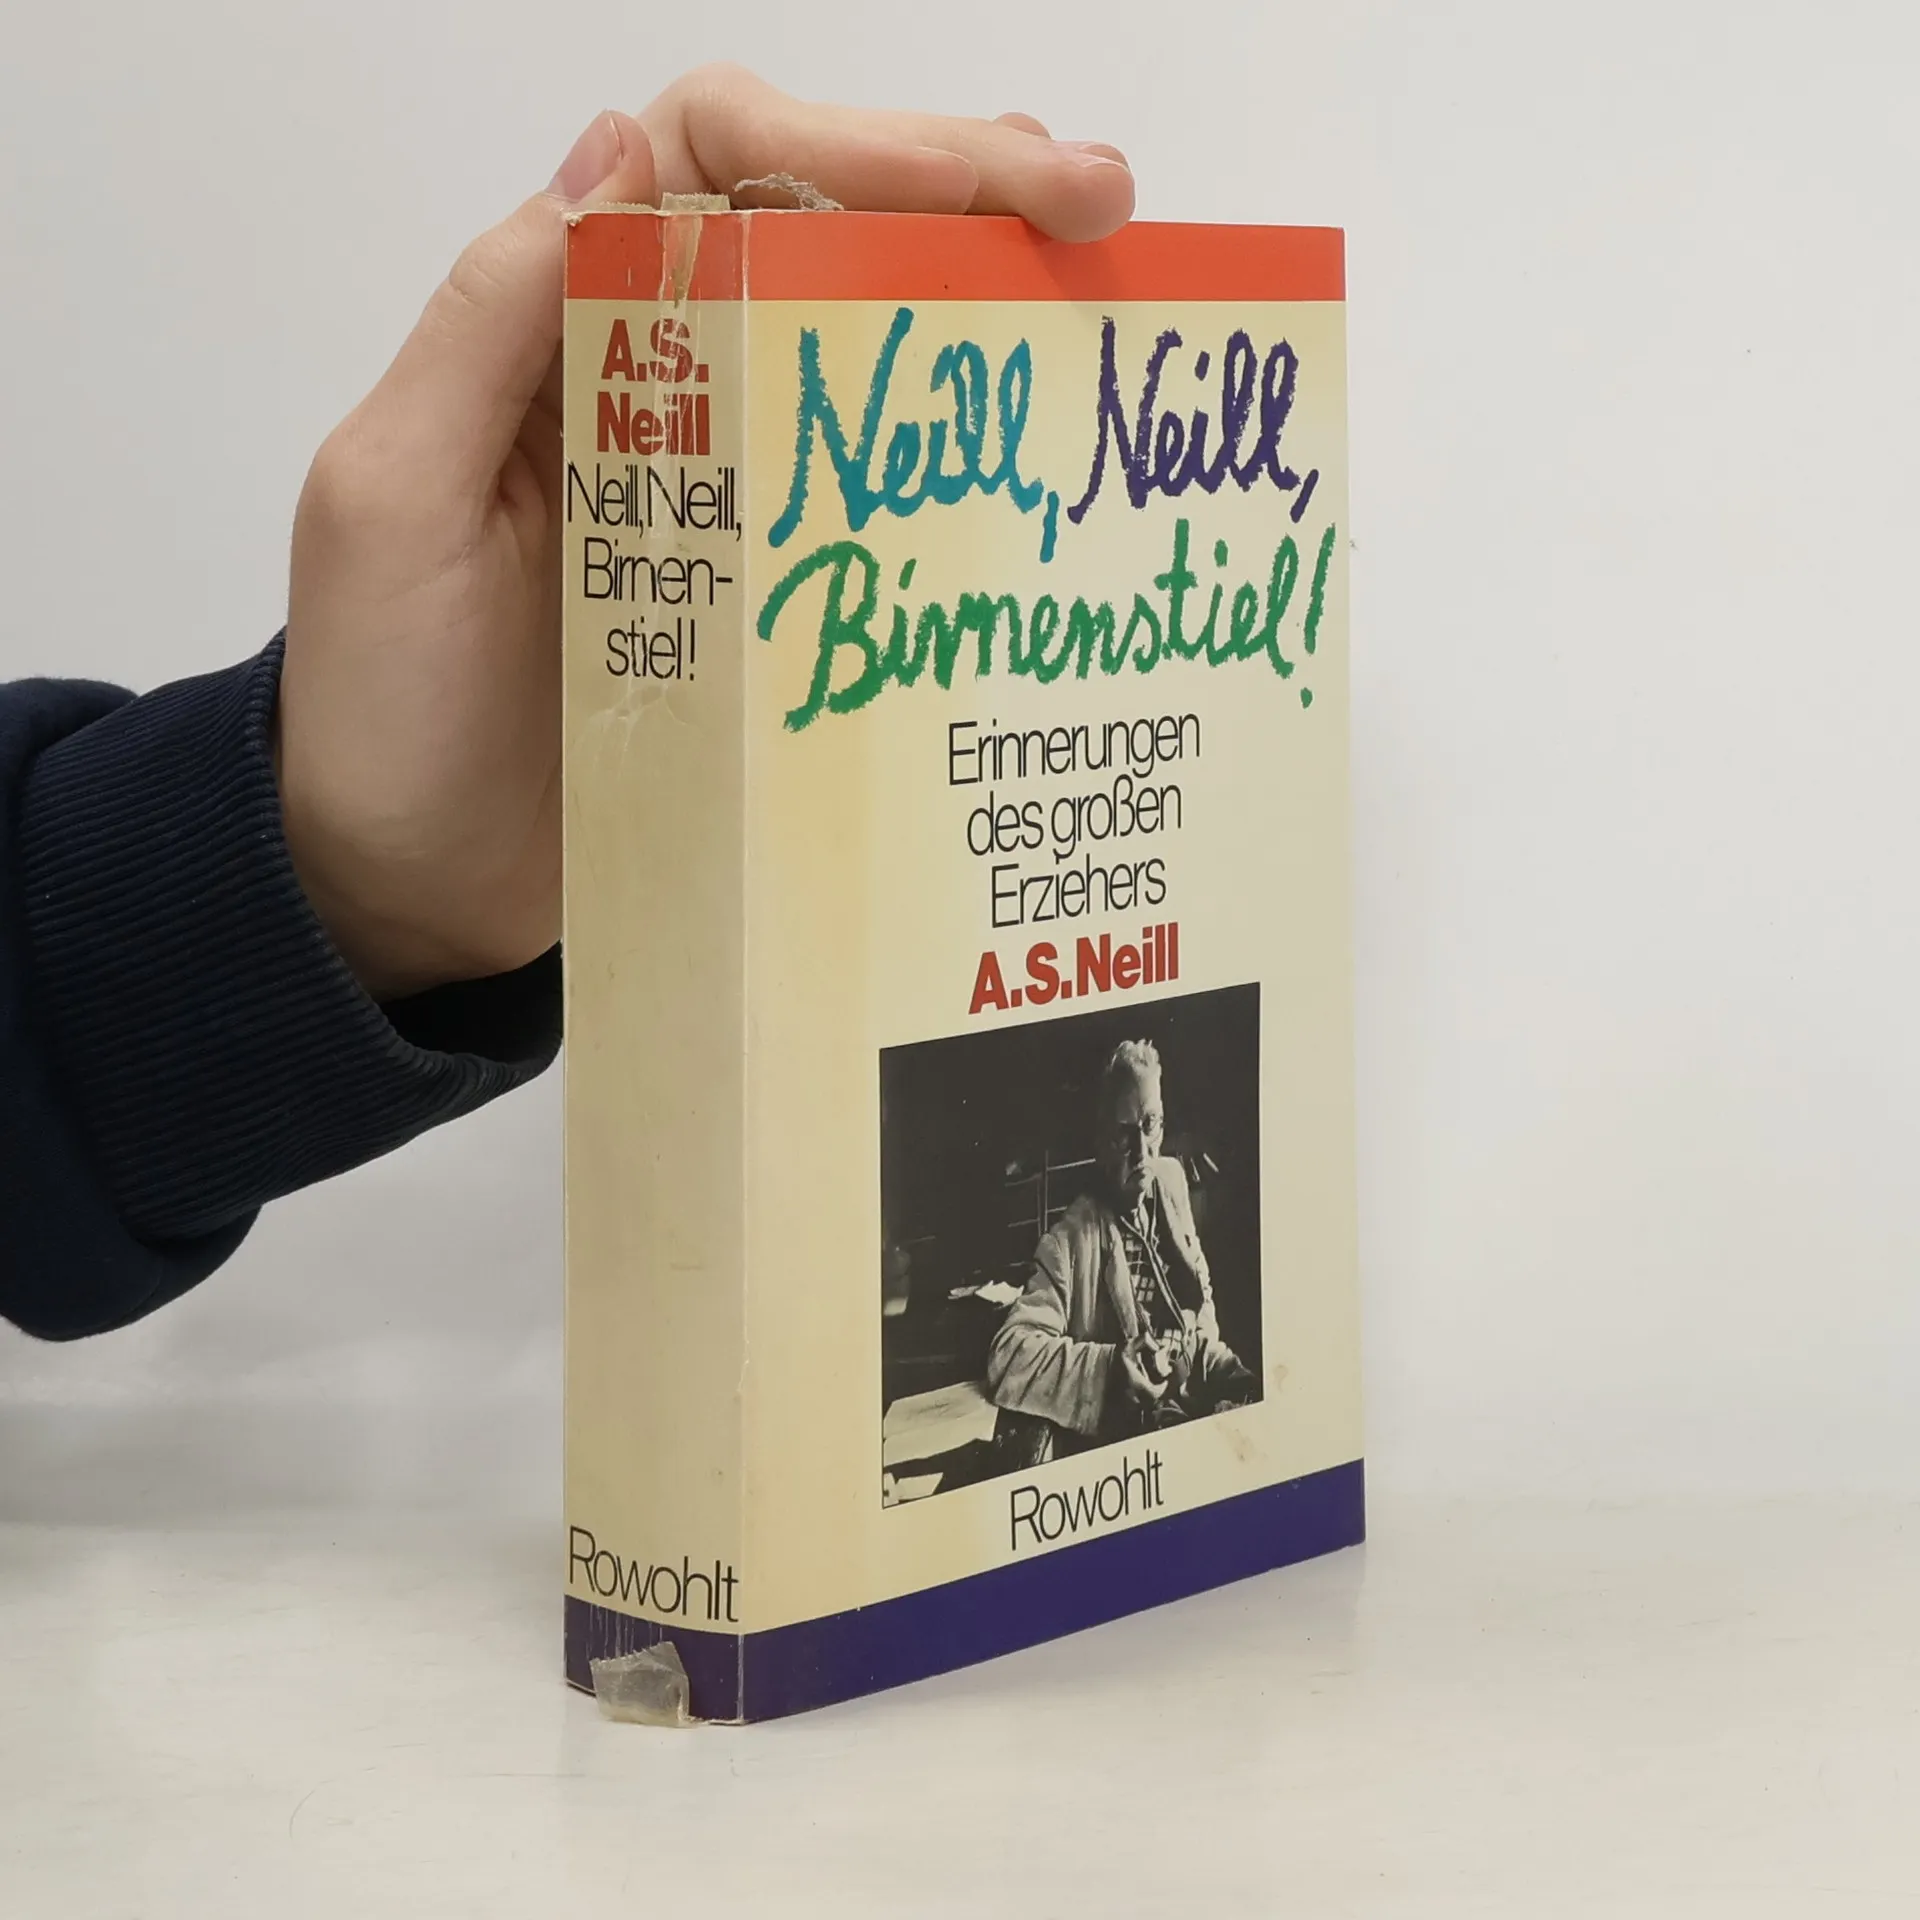 A.S.
Neill
Neill, Neill,
Birnen-
stiel!
Rowohlt
Neill, Neill,
Birnenstiel!
Erinnerungen
des großen
Erziehers
A.S.Neill
Rowohlt